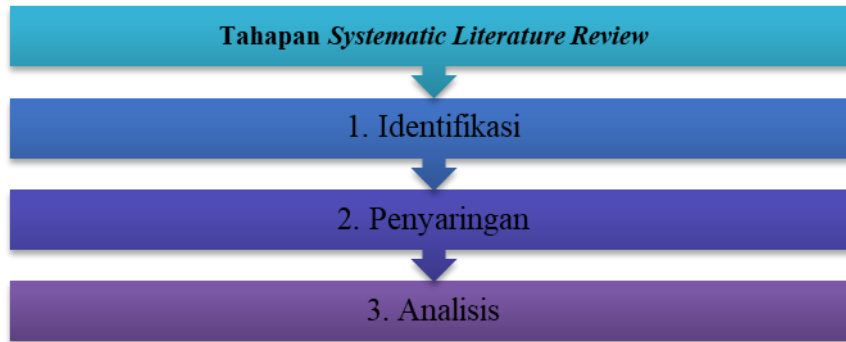 Tahapan Systematic Literature Review
1. Identifikasi
2. Penyaringan
3. Analisis